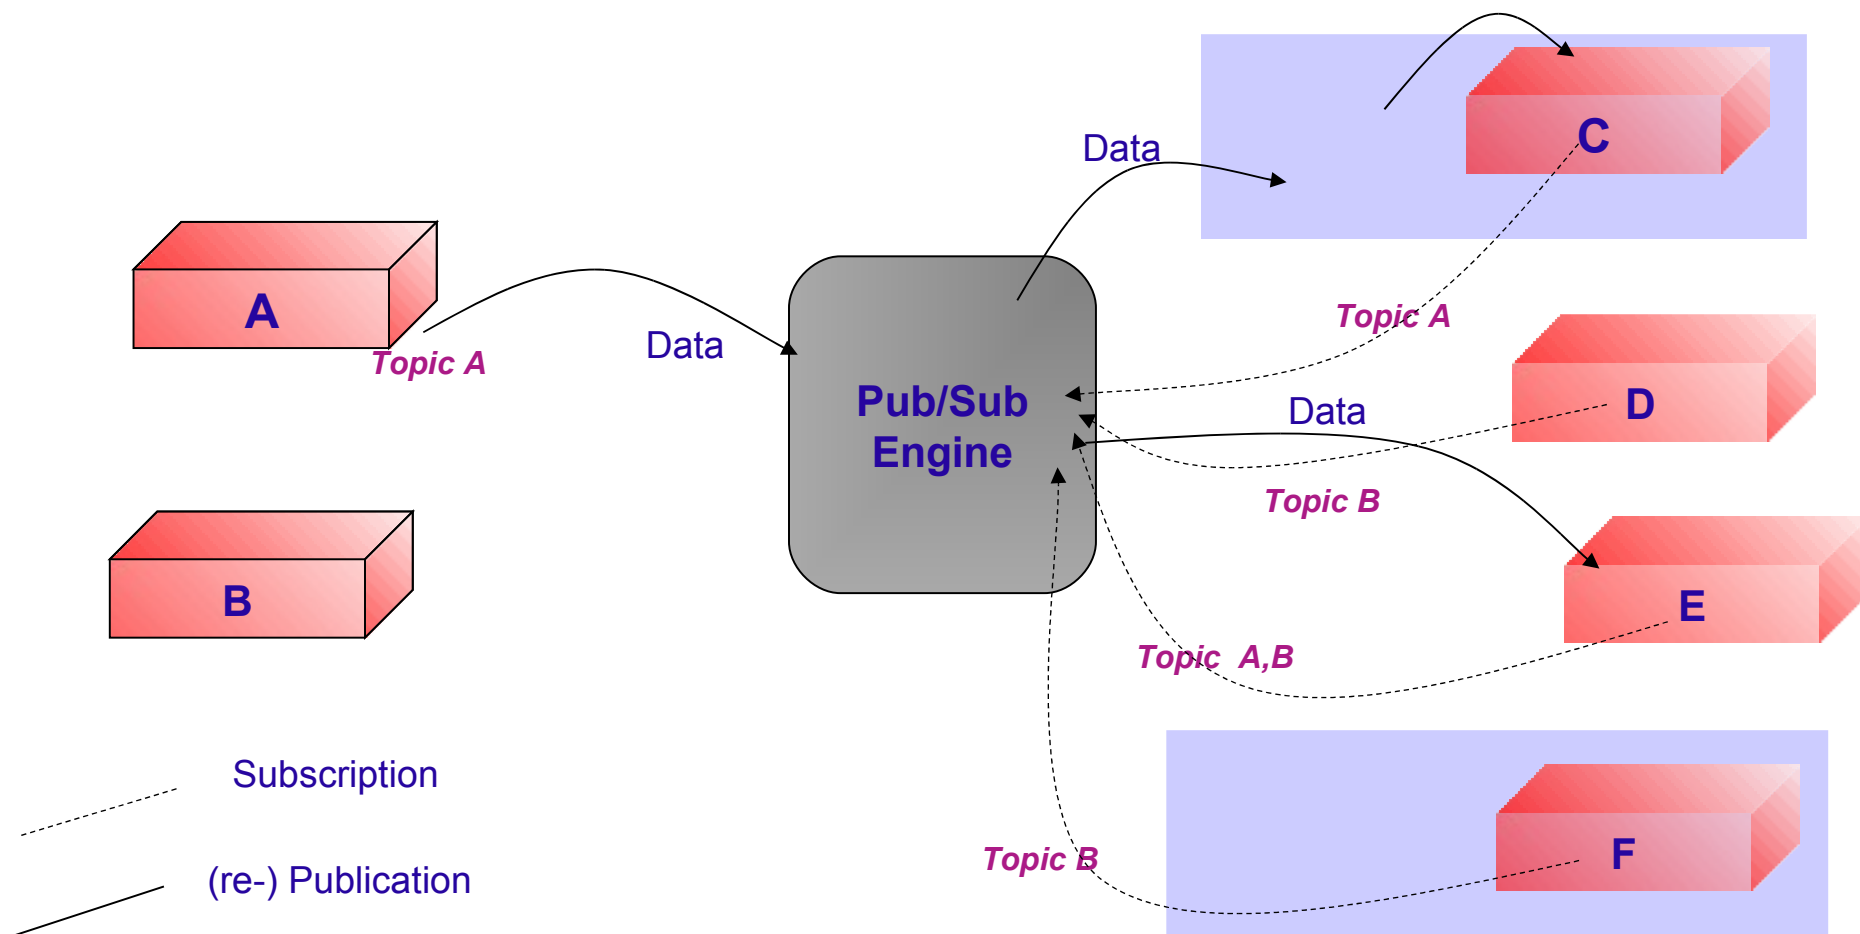 C
Data
A
Topic A
Topic A
Data
Pub/Sub
Engine
Data
D
Topic B
B
E
Topic  A,B
Subscription
Topic B
F
(re-) Publication